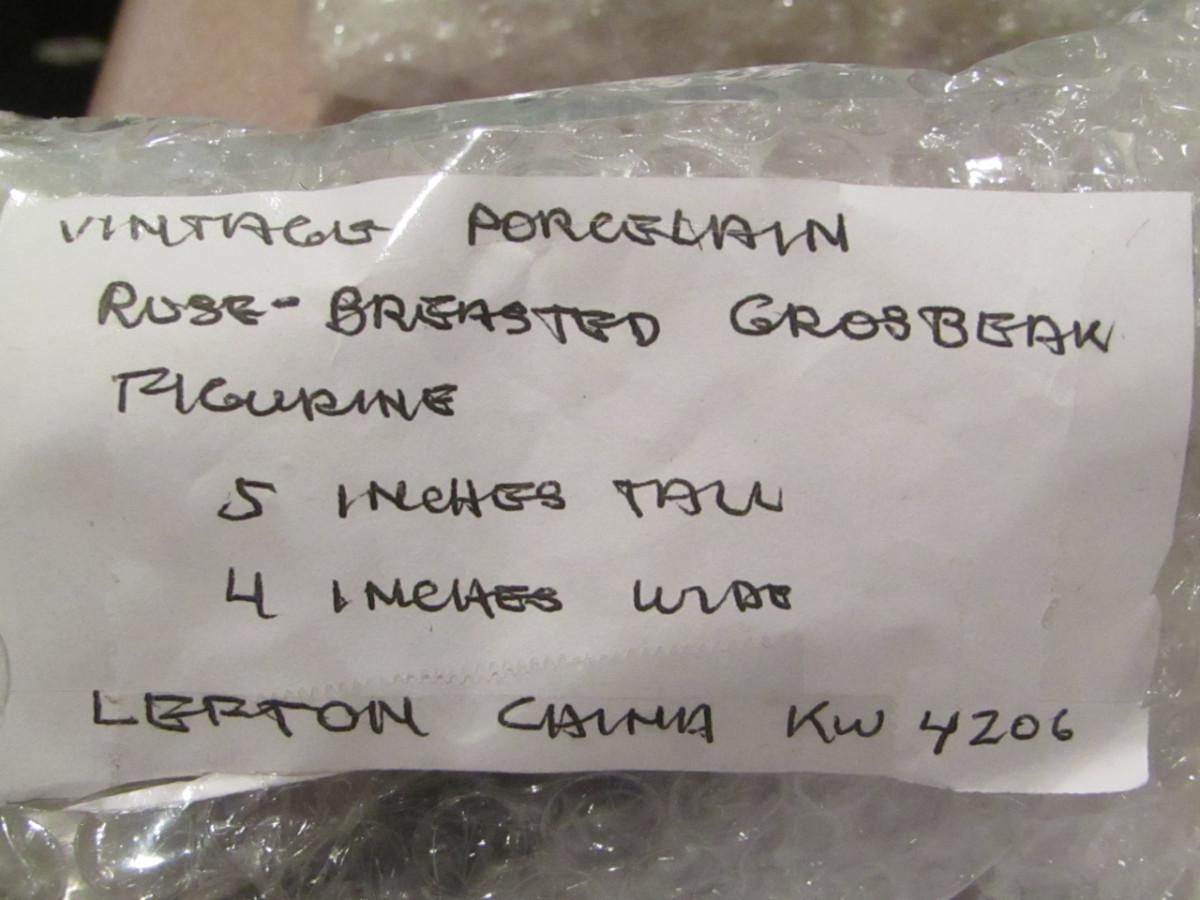 VINTAGE PORCELAIN
ROSE-BREASTED GROSBEAK
FIGURINE
5 INCHES TALL
4 INCHES WIDE
LEFTON CHINA KW 4206